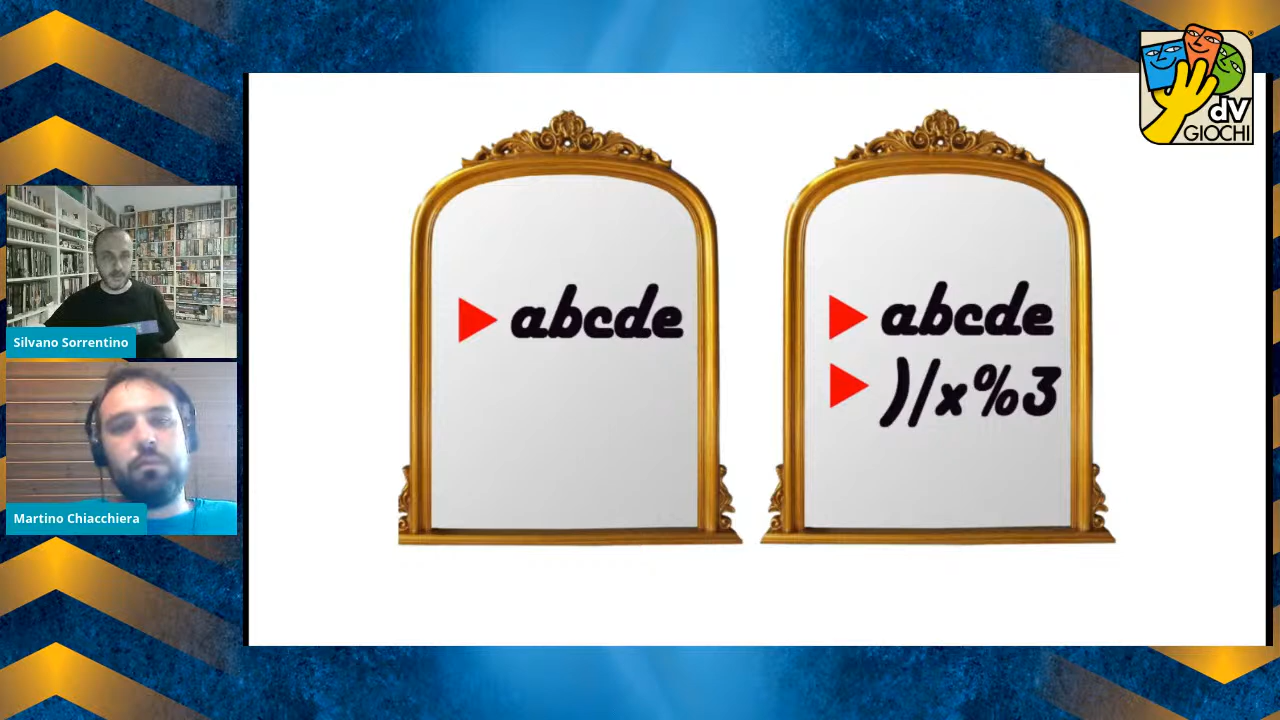 dv
GIOCHI
abcde
abcde
)/x%3
Silvano Sorrentino
Martino Chiacchiera